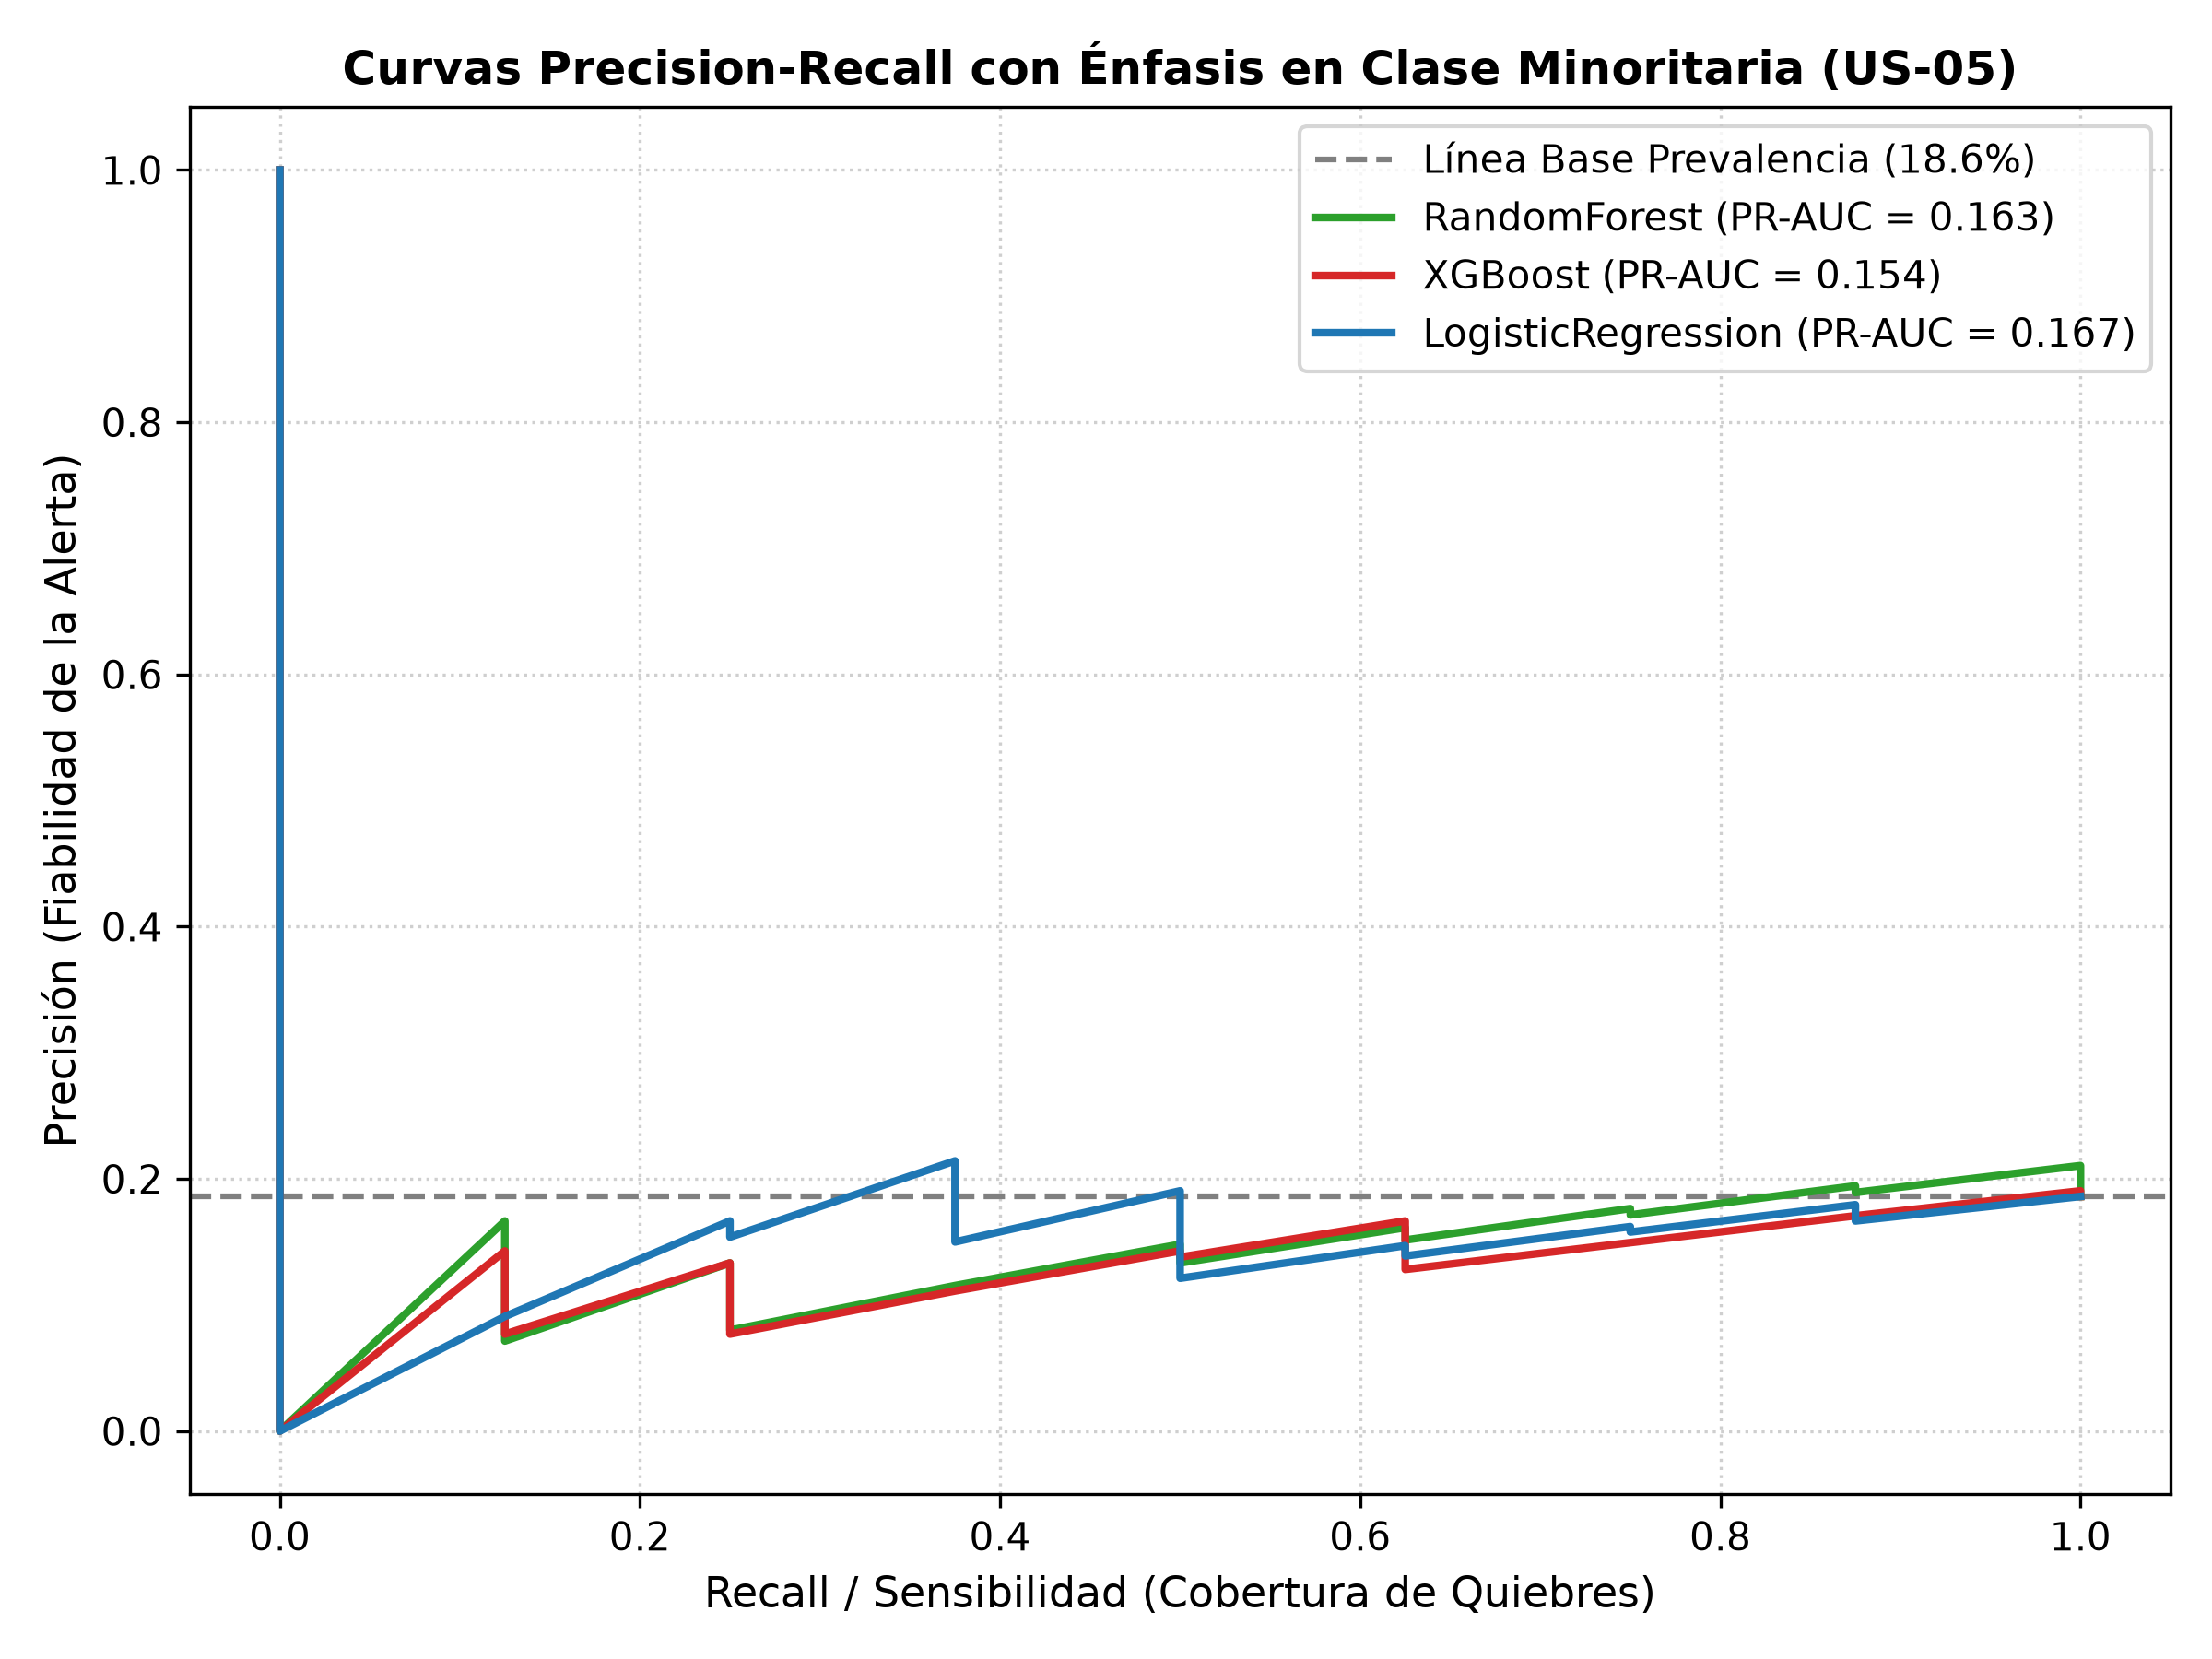 Curvas Precision-Recall con Énfasis en Clase Minoritaria (US-05)
Línea Base Prevalencia (18.6%)
RandomForest (PR-AUC = 0.163)
XGBoost (PR-AUC = 0.154)
LogisticRegression (PR-AUC = 0.167)
Precisión (Fiabilidad de la Alerta)
1.0
0.8
0.6
0.4
0.2
0.0
0.0 0.2 0.4 0.6 0.8 1.0
Recall / Sensibilidad (Cobertura de Quiebres)